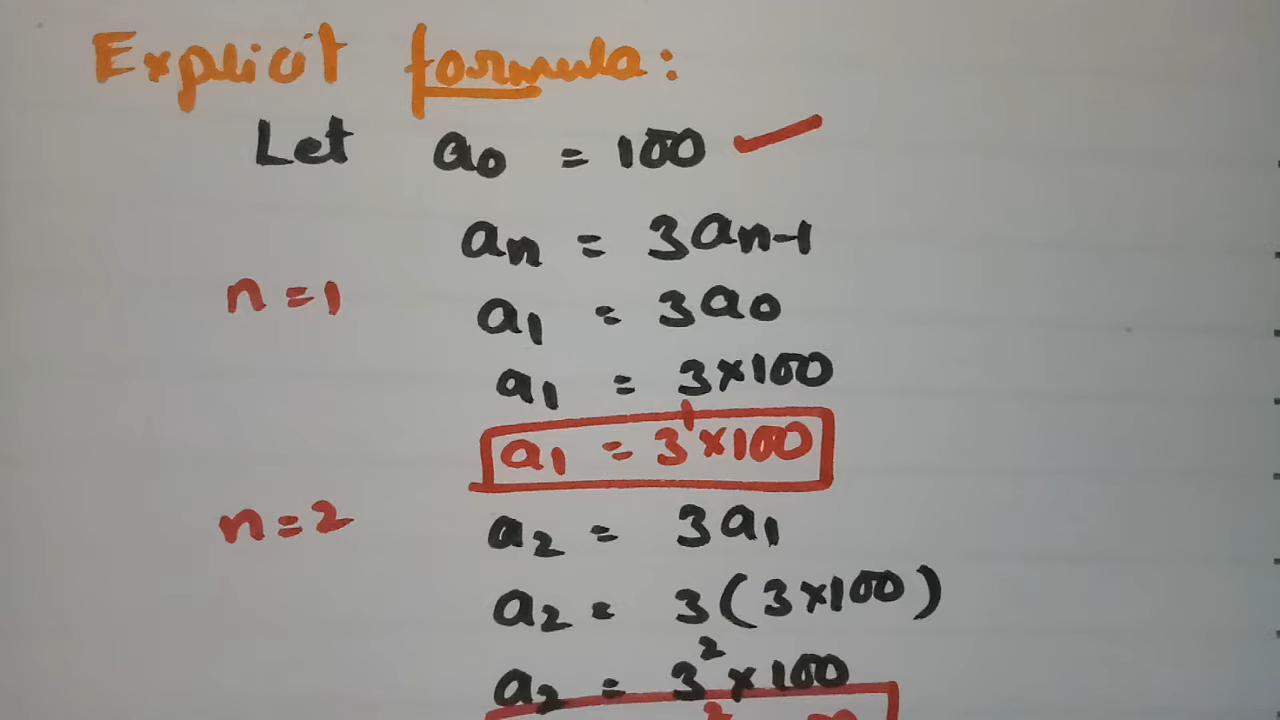 Explicit formula:
Let a₀ = 100 ✓
aₙ = 3aₙ₋₁
n = 1 a₁ = 3a₀
a₁ = 3×100
a₁ = 3¹×100
n = 2 a₂ = 3a₁
a₂ = 3(3×100)
a₂ = 3²×100